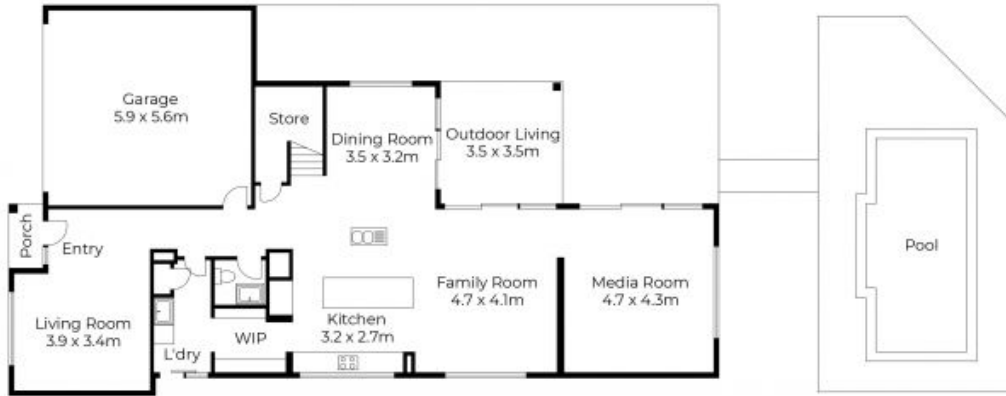 Garage
5.9 x 5.6m
Store
Dining Room
3.5 x 3.2m
Outdoor Living
3.5 x 3.5m
Porch
Entry
Pool
Family Room
4.7 x 4.1m
Media Room
4.7 x 4.3m
Living Room
3.9 x 3.4m
L'dry
WIP
Kitchen
3.2 x 2.7m